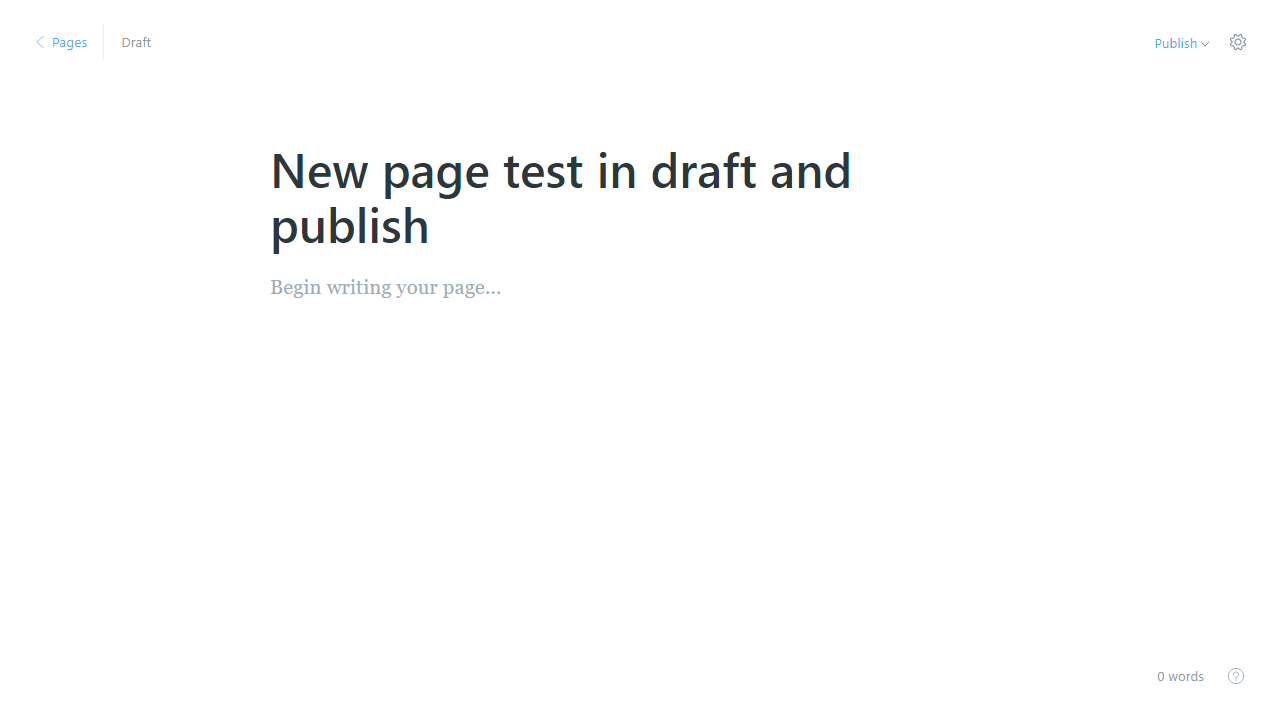 Pages
Draft
Publish
New page test in draft and
publish
Begin writing your page...
0 words
?